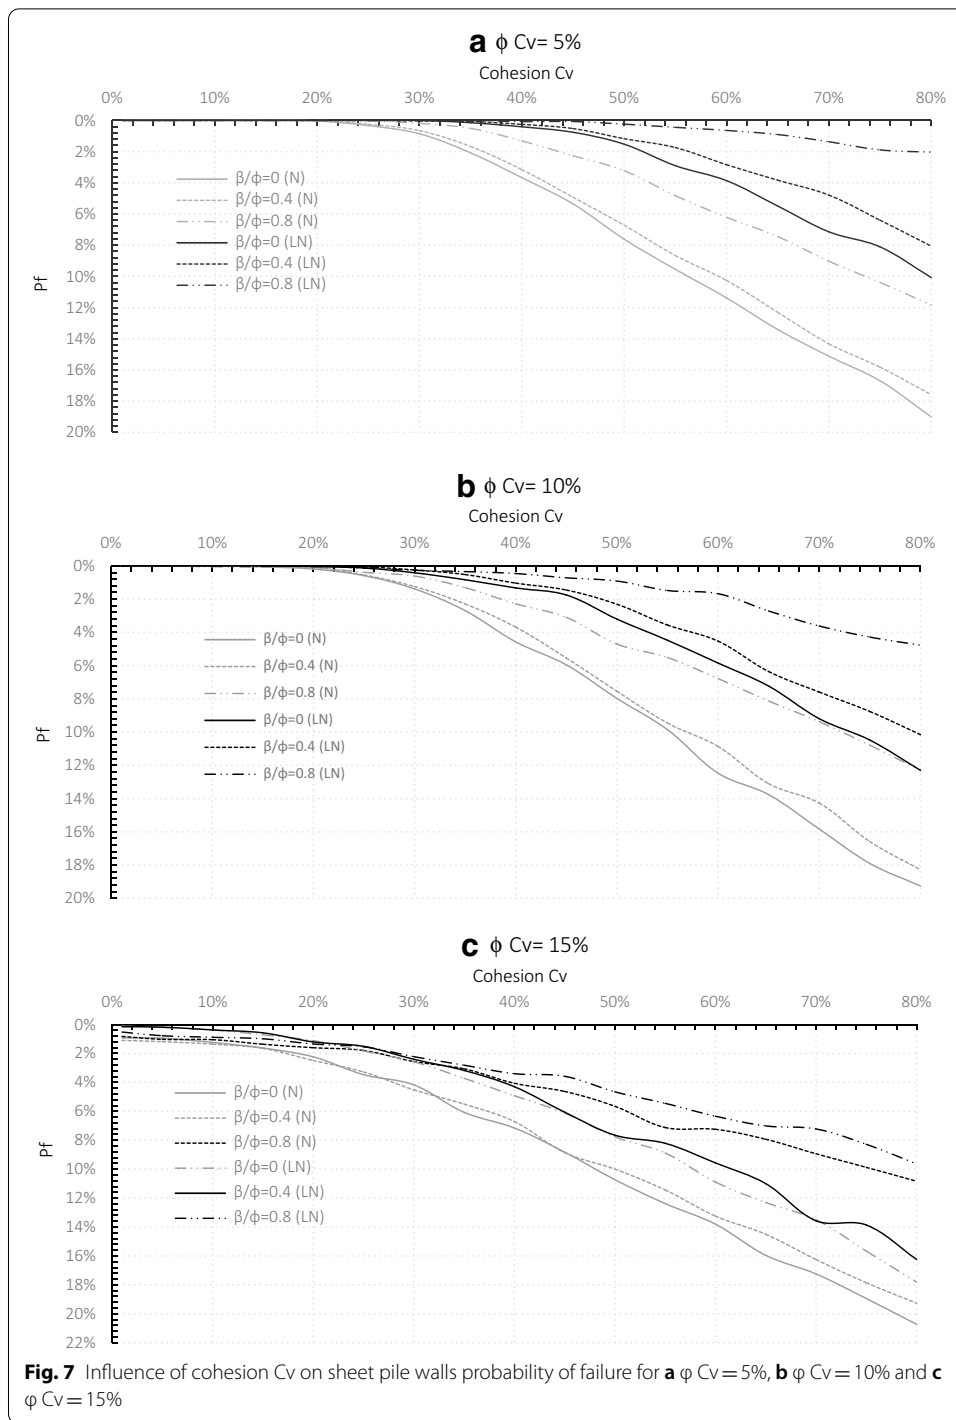 a ϕ Cv= 5%
Cohesion Cv
0% 10% 20% 30% 40% 50% 60% 70% 80%
0%
2%
4%
6%
8%
10%
12%
14%
16%
18%
20%
Pf
β/ϕ=0 (N)
β/ϕ=0.4 (N)
β/ϕ=0.8 (N)
β/ϕ=0 (LN)
β/ϕ=0.4 (LN)
β/ϕ=0.8 (LN)
b ϕ Cv= 10%
Cohesion Cv
0% 10% 20% 30% 40% 50% 60% 70% 80%
0%
2%
4%
6%
8%
10%
12%
14%
16%
18%
20%
Pf
β/ϕ=0 (N)
β/ϕ=0.4 (N)
β/ϕ=0.8 (N)
β/ϕ=0 (LN)
β/ϕ=0.4 (LN)
β/ϕ=0.8 (LN)
c ϕ Cv= 15%
Cohesion Cv
0% 10% 20% 30% 40% 50% 60% 70% 80%
0%
2%
4%
6%
8%
10%
12%
14%
16%
18%
20%
22%
Pf
β/ϕ=0 (N)
β/ϕ=0.4 (N)
β/ϕ=0.8 (N)
β/ϕ=0 (LN)
β/ϕ=0.4 (LN)
β/ϕ=0.8 (LN)
Fig. 7 Influence of cohesion Cv on sheet pile walls probability of failure for a φ Cv = 5%, b φ Cv = 10% and c
φ Cv = 15%